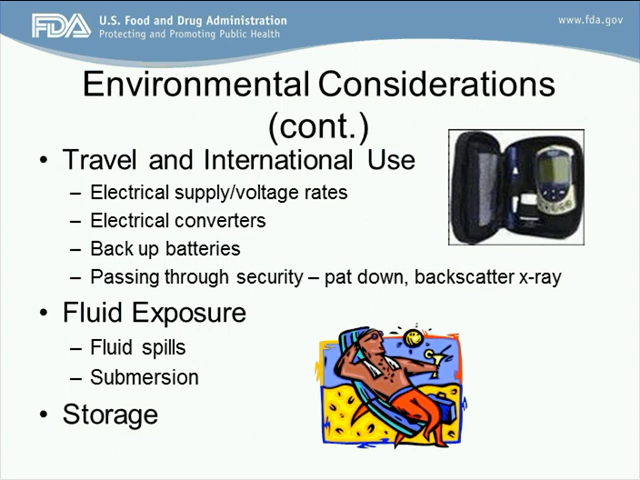 FDA U.S. Food and Drug Administration
Protecting and Promoting Public Health
www.fda.gov
Environmental Considerations
(cont.)
• Travel and International Use
– Electrical supply/voltage rates
– Electrical converters
– Back up batteries
– Passing through security – pat down, backscatter x-ray
• Fluid Exposure
– Fluid spills
– Submersion
• Storage